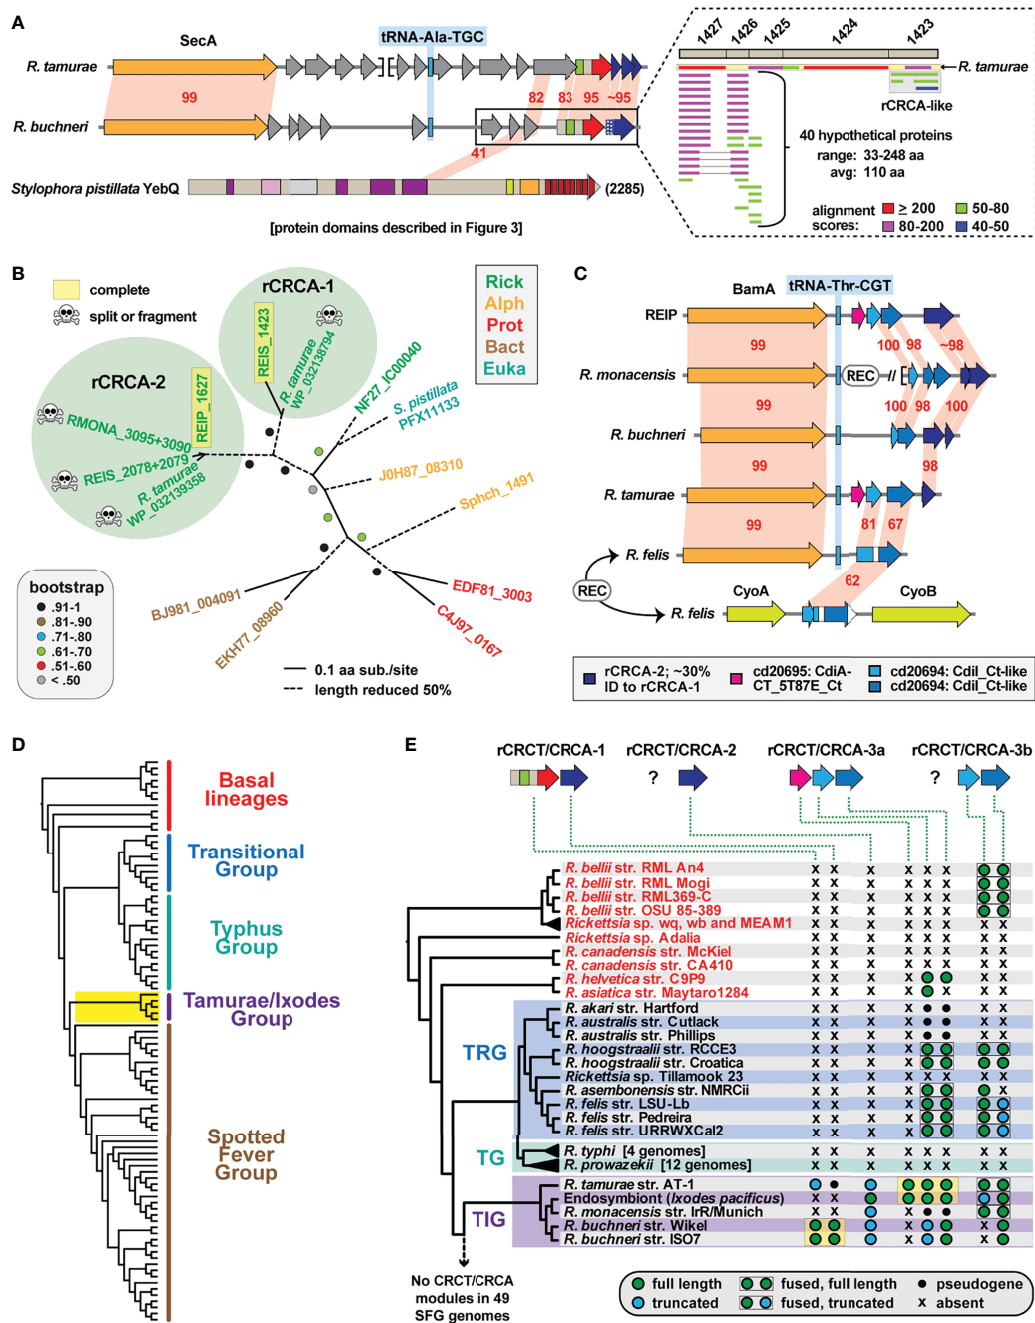 A
SecA
tRNA-Ala-TGC
R. tamurae
99
82
83
95
~95
R. buchneri
41
Stylophora pistillata YebQ
(2285)
[protein domains described in Figure 3]
1427
1426
1425
1424
1423
R. tamurae
rCRCA-like
40 hypothetical proteins
range: 33-248 aa
avg: 110 aa
alignment scores:
≥ 200
80-200
50-80
40-50
B
complete
split or fragment
rCRCA-1
REIS_1423
R. tamurae
WP_032138794
rCRCA-2
REIP_1627
RMONA_3095+3090
REIS_2078+2079
R. tamurae
WP_032139358
NF27_IC00040
S. pistillata
PFX11133
J0H87_08310
Sphch_1491
EDF81_3003
C4J97_0167
BJ981_004091
EKH77_08960
Rick
Alph
Prot
Bact
Euka
bootstrap
.91-1
.81-.90
.71-.80
.61-.70
.51-.60
< .50
0.1 aa sub./site
length reduced 50%
C
BamA
tRNA-Thr-CGT
REIP
99
100
98
~98
R. monacensis
REC
//
99
100
98
100
R. buchneri
99
98
R. tamurae
99
81
67
R. felis
REC
62
CyoA
CyoB
R. felis
rCRCA-2; ~30% ID to rCRCA-1
cd20695: CdiA-CT_5T87E_Ct
cd20694: CdiI_Ct-like
cd20694: CdiI_Ct-like
D
Basal lineages
Transitional Group
Typhus Group
Tamurae/Ixodes Group
Spotted Fever Group
E
rCRCT/CRCA-1
rCRCT/CRCA-2
rCRCT/CRCA-3a
rCRCT/CRCA-3b
?
?
R. bellii str. RML An4 x x x x x x
R. bellii str. RML Mogi x x x x x x
R. bellii str. RML369-C x x x x x x
R. bellii str. OSU 85-389 x x x x x x
Rickettsia sp. wq, wb and MEAM1 x x x x x x x x
Rickettsia sp. Adalia x x x x x x x x
R. canadensis str. McKiel x x x x x x x x
R. canadensis str. CA410 x x x x x x x x
R. helvetica str. C9P9 x x x x x x
R. asiatica str. Maytaro1284 x x x x x x x
R. akari str. Hartford x x x x x x
R. australis str. Cutlack x x x x x x
R. australis str. Phillips x x x x x x
TRG
R. hoogstraalii str. RCCE3 x x x x
R. hoogstraalii str. Croatica x x x x
Rickettsia sp. Tillamook 23 x x x x x x x x
R. asembonensis str. NMRCii x x x x x
R. felis str. LSU-Lb x x x x
R. felis str. Pedreira x x x x
R. felis str. URRWXCal2 x x x x
TG
R. typhi [4 genomes] x x x x x x x x
R. prowazekii [12 genomes] x x x x x x x x
TIG
R. tamurae str. AT-1
Endosymbiont (Ixodes pacificus) x x
R. monacensis str. IrR/Munich x x x
R. buchneri str. Wikel x x x
R. buchneri str. ISO7 x x
No CRCT/CRCA modules in 49 SFG genomes
full length
fused, full length
pseudogene
truncated
fused, truncated
x absent